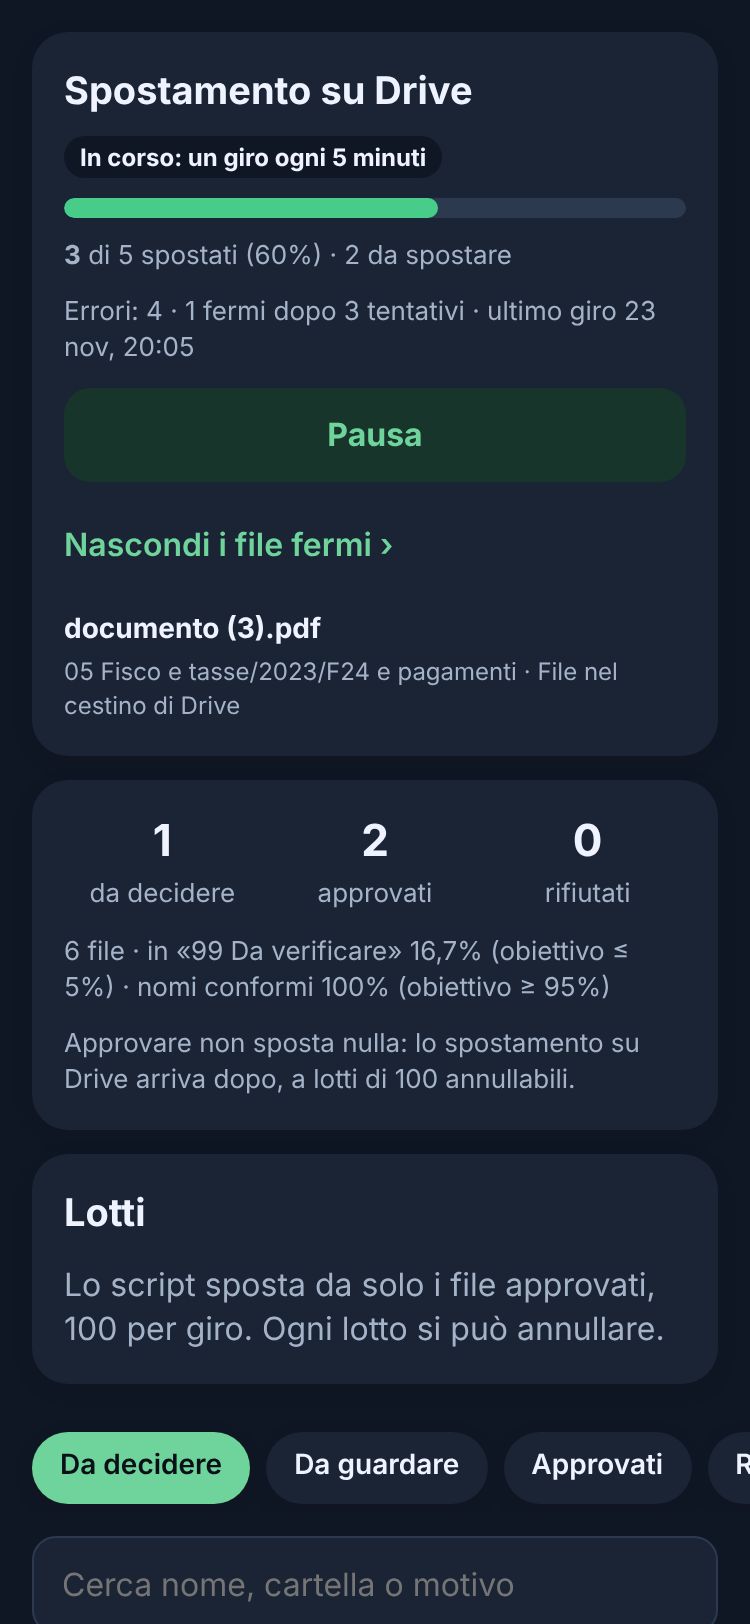 Spostamento su Drive
In corso: un giro ogni 5 minuti
3 di 5 spostati (60%) · 2 da spostare
Errori: 4 · 1 fermi dopo 3 tentativi · ultimo giro 23
nov, 20:05
Pausa
Nascondi i file fermi ›
documento (3).pdf
05 Fisco e tasse/2023/F24 e pagamenti · File nel
cestino di Drive
1 2 0
da decidere approvati rifiutati
6 file · in «99 Da verificare» 16,7% (obiettivo ≤
5%) · nomi conformi 100% (obiettivo ≥ 95%)
Approvare non sposta nulla: lo spostamento su
Drive arriva dopo, a lotti di 100 annullabili.
Lotti
Lo script sposta da solo i file approvati,
100 per giro. Ogni lotto si può annullare.
Da decidere Da guardare Approvati
Cerca nome, cartella o motivo